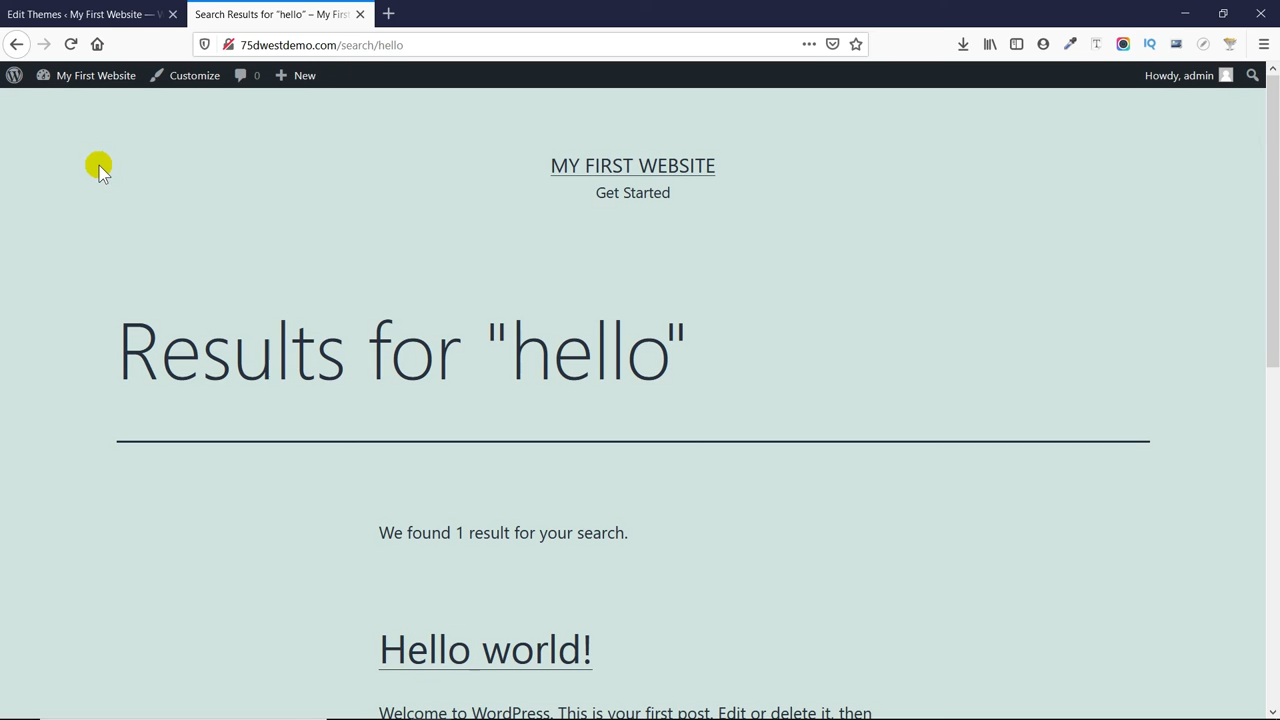 Edit Themes ‹ My First Website — W
Search Results for "hello" – My Firs
75dwestdemo.com/search/hello
My First Website
Customize
0
New
Howdy, admin
MY FIRST WEBSITE
Get Started
Results for "hello"
We found 1 result for your search.
Hello world!
Welcome to WordPress. This is your first post. Edit or delete it, then